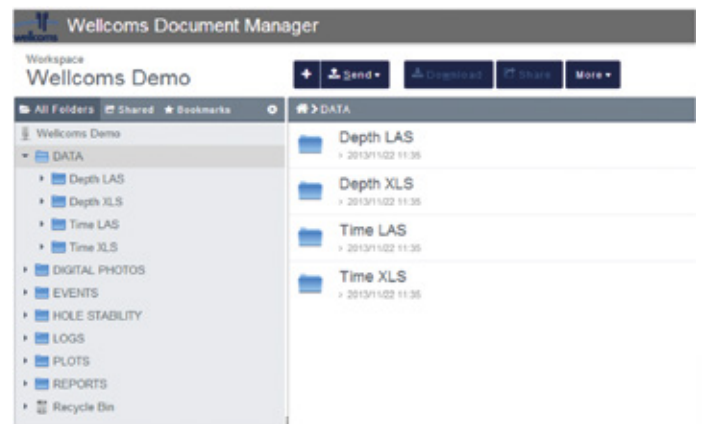 wellcoms
Wellcoms Document Manager
Workspace
Wellcoms Demo
+ Send Download Share More
All Folders Shared Bookmarks
> DATA
Wellcoms Demo
DATA
Depth LAS
Depth XLS
Time LAS
Time XLS
DIGITAL PHOTOS
EVENTS
HOLE STABILITY
LOGS
PLOTS
REPORTS
Recycle Bin
Depth LAS
> 2013/11/22 11:35
Depth XLS
> 2013/11/22 11:35
Time LAS
> 2013/11/22 11:35
Time XLS
> 2013/11/22 11:35